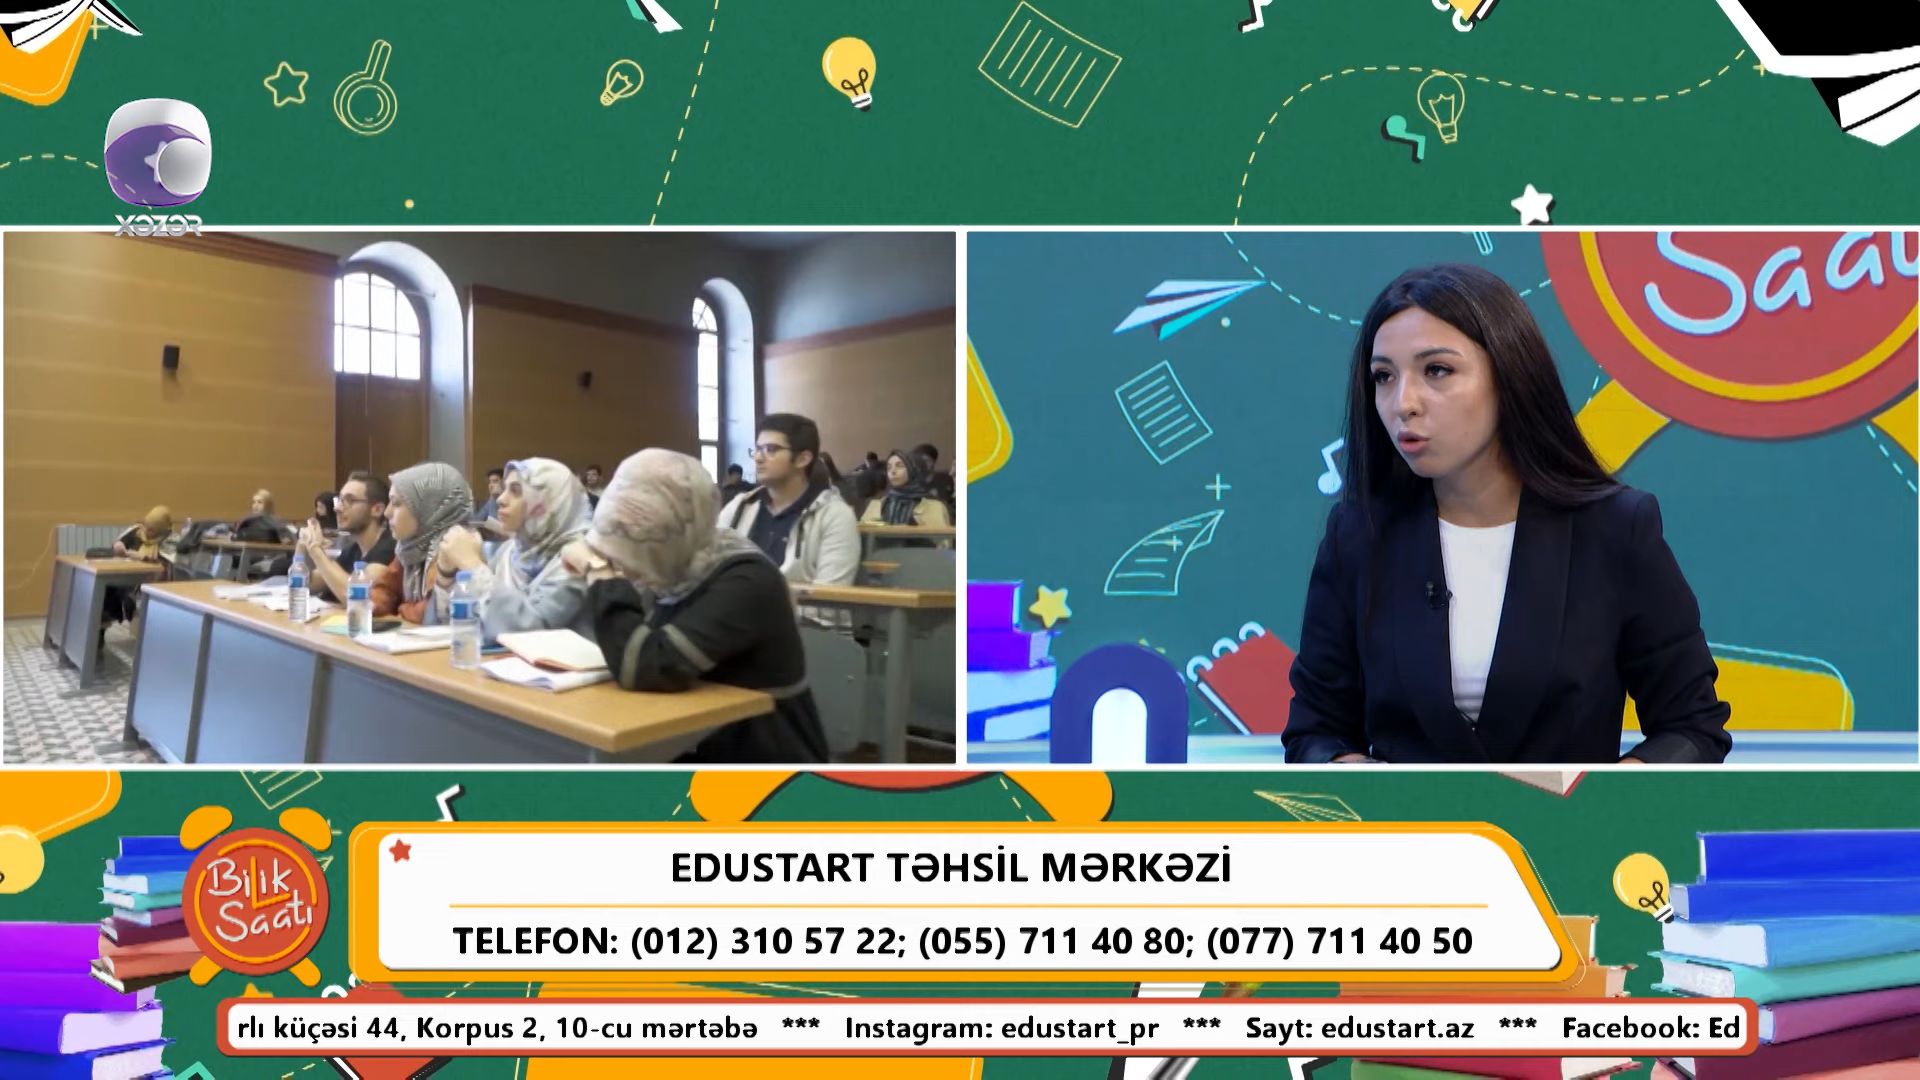 XƏZƏR
Saat
EDUSTART TƏHSİL MƏRKƏZİ
TELEFON: (012) 310 57 22; (055) 711 40 80; (077) 711 40 50
Bilik
Saatı
rlı küçəsi 44, Korpus 2, 10-cu mərtəbə *** Instagram: edustart_pr *** Sayt: edustart.az *** Facebook: Ed